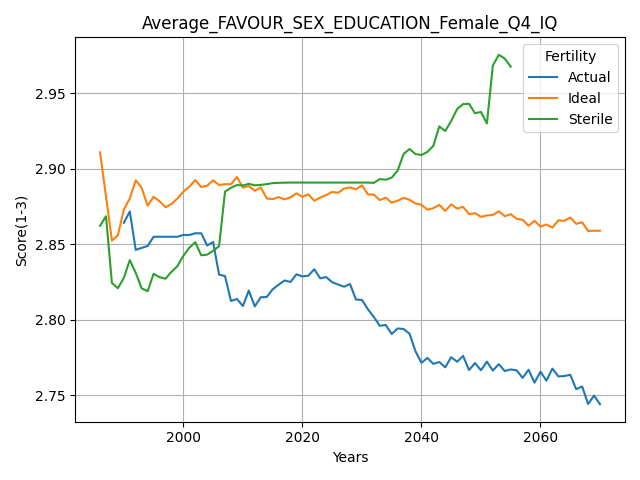 Average_FAVOUR_SEX_EDUCATION_Female_Q4_IQ
Fertility
Actual
Ideal
Sterile
Score(1-3)
2.95
2.90
2.85
2.80
2.75
2000 2020 2040 2060
Years